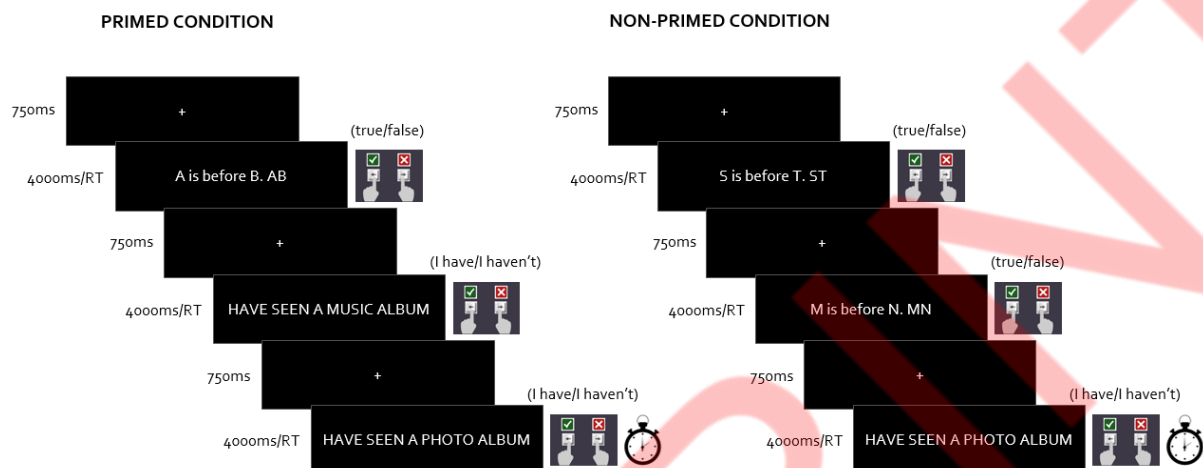 PRIMED CONDITION
750ms
+
(true/false)
4000ms/RT
A is before B. AB
750ms
+
(I have/I haven't)
4000ms/RT
HAVE SEEN A MUSIC ALBUM
750ms
+
(I have/I haven't)
4000ms/RT
HAVE SEEN A PHOTO ALBUM
NON-PRIMED CONDITION
750ms
+
(true/false)
4000ms/RT
S is before T. ST
750ms
+
(true/false)
4000ms/RT
M is before N. MN
750ms
+
(I have/I haven't)
4000ms/RT
HAVE SEEN A PHOTO ALBUM